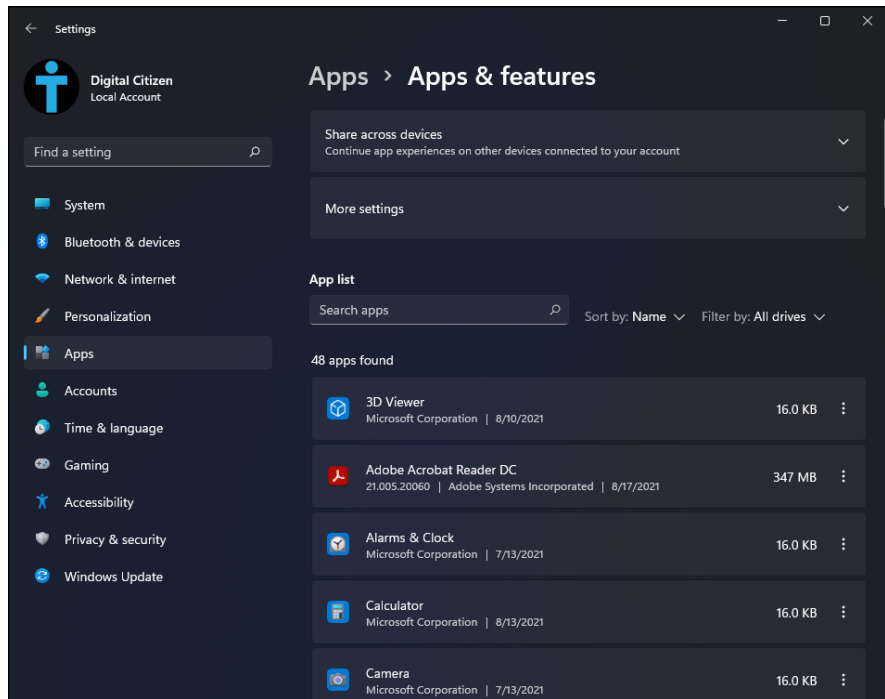 Settings
Digital Citizen
Local Account
Find a setting
System
Bluetooth & devices
Network & internet
Personalization
Apps
Accounts
Time & language
Gaming
Accessibility
Privacy & security
Windows Update
Apps > Apps & features
Share across devices
Continue app experiences on other devices connected to your account
More settings
App list
Search apps
Sort by: Name
Filter by: All drives
48 apps found
3D Viewer
Microsoft Corporation | 8/10/2021
16.0 KB
Adobe Acrobat Reader DC
21.005.20060 | Adobe Systems Incorporated | 8/17/2021
347 MB
Alarms & Clock
Microsoft Corporation | 7/13/2021
16.0 KB
Calculator
Microsoft Corporation | 8/13/2021
16.0 KB
Camera
Microsoft Corporation | 7/13/2021
16.0 KB